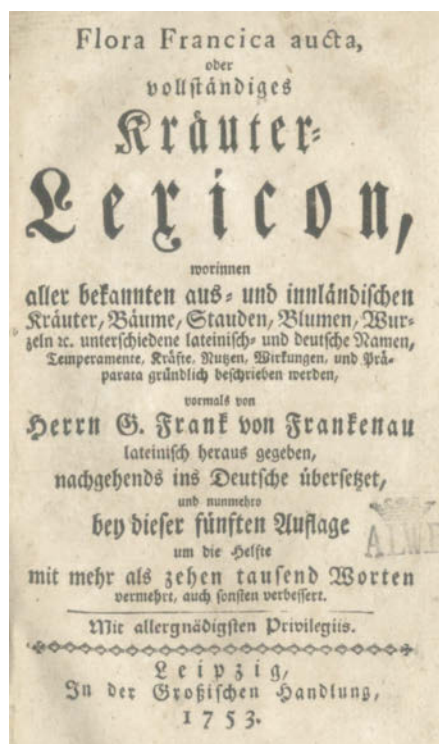 Flora Francica aucta,
oder
vollständiges
Kräuter-
Lexicon,
worinnen
aller bekannten aus- und innländischen
Kräuter, Bäume, Stauden, Blumen, Wur-
zeln ꝛc. unterschiedene lateinisch- und deutsche Namen,
Temperamente, Kräfte, Nutzen, Wirkungen, und Prä-
parata gründlich beschrieben werden,
vormals von
Herrn G. Frank von Frankenau
lateinisch heraus gegeben,
nachgehends ins Deutsche übersetzet,
und nunmehro
bey dieser fünften Auflage
um die Helfte
mit mehr als zehen tausend Worten
vermehrt, auch sonsten verbessert.
Mit allergnädigsten Privilegiis.
Leipzig,
In der Großischen Handlung,
1753.